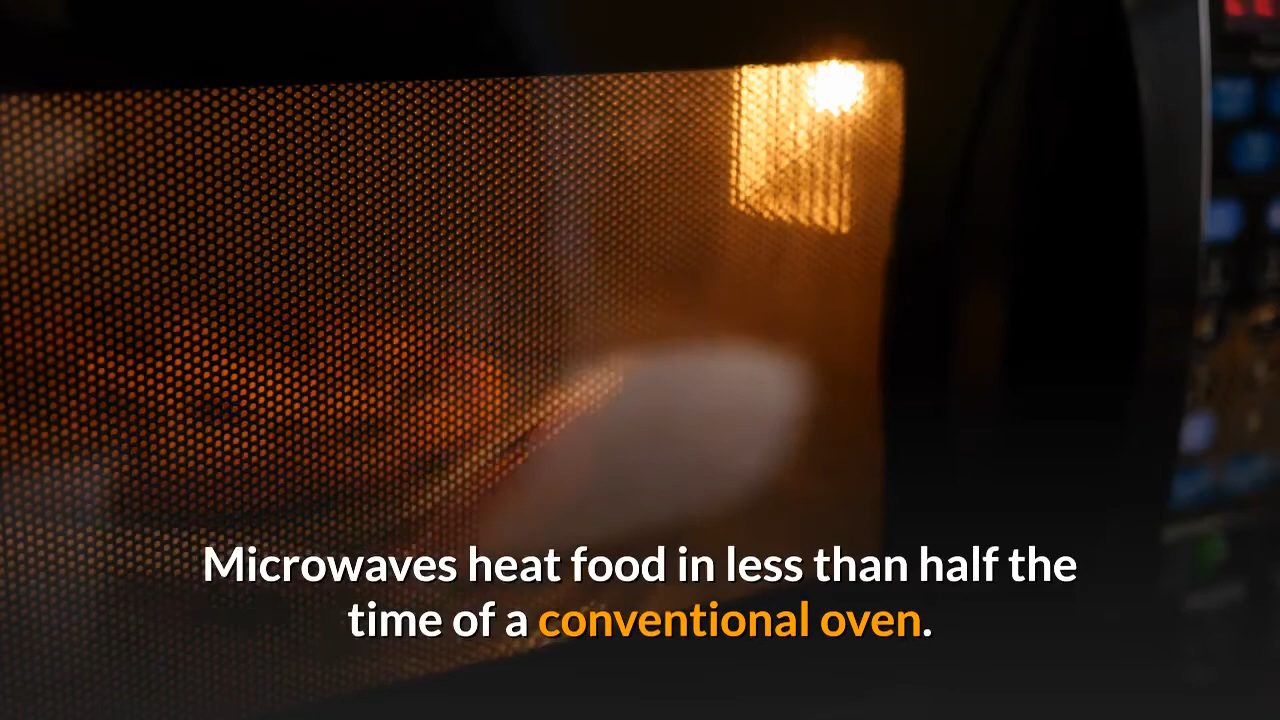 Microwaves heat food in less than half the
time of a conventional oven.